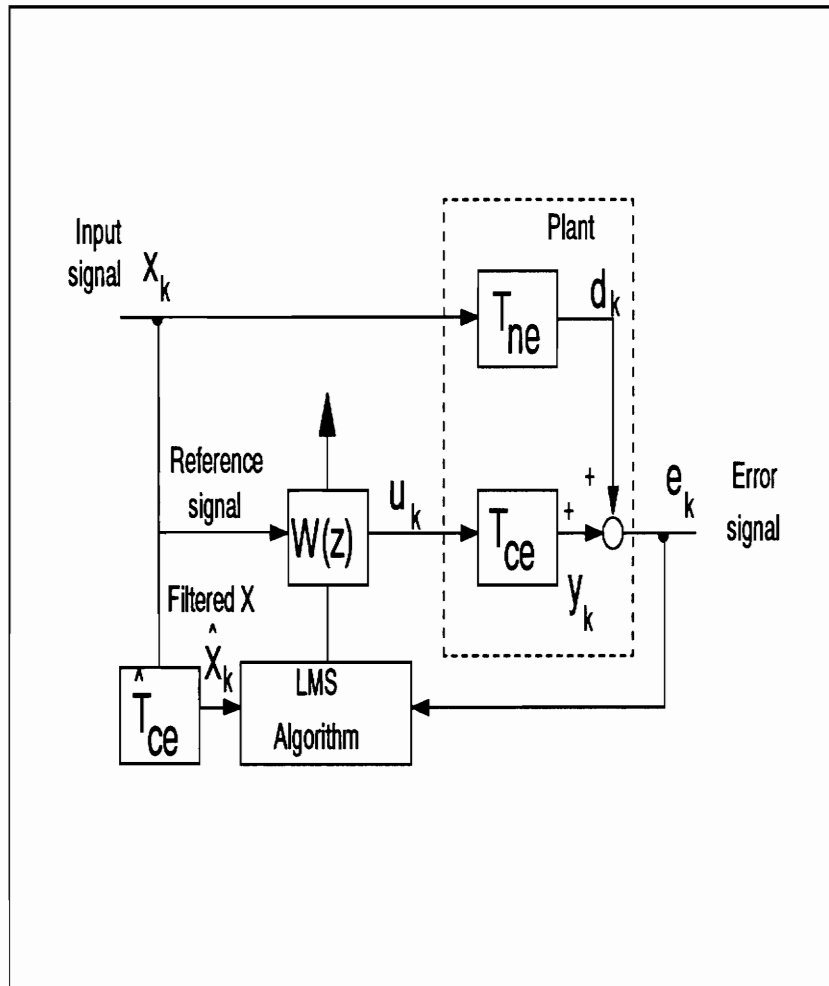 Plant
Input
signal x_k
d_k
T_ne
Reference
signal
u_k
+
+
e_k
Error
signal
W(z)
T_ce
y_k
Filtered X
x̂_k
T̂_ce
LMS
Algorithm